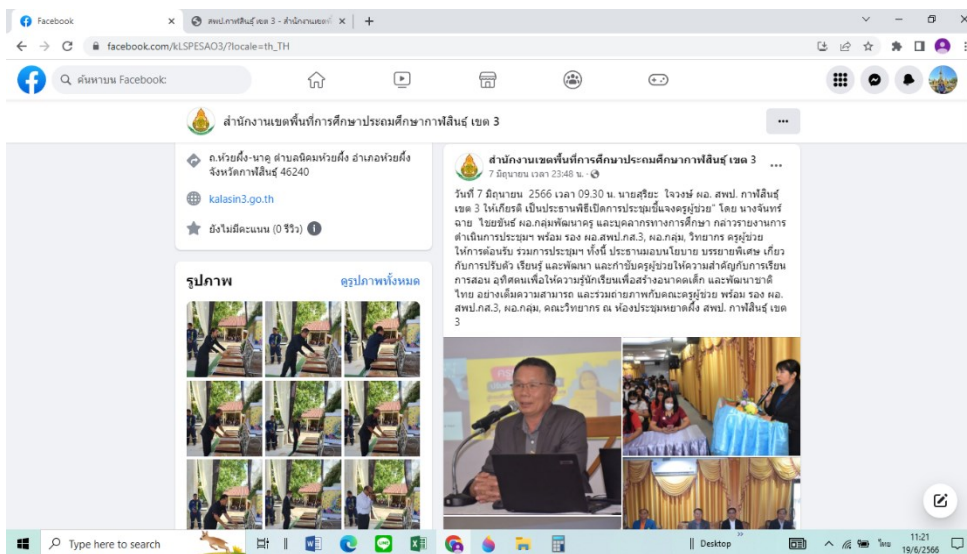 Facebook
สพป.กาฬสินธุ์ เขต 3 - สำนักงานเขตพื้
facebook.com/kLSPESAO3/?locale=th_TH
ค้นหาบน Facebook:
สำนักงานเขตพื้นที่การศึกษาประถมศึกษากาฬสินธุ์ เขต 3
ถ.ห้วยผึ้ง-นาคู ตำบลนิคมห้วยผึ้ง อำเภอห้วยผึ้ง
จังหวัดกาฬสินธุ์ 46240
kalasin3.go.th
ยังไม่มีคะแนน (0 รีวิว)
รูปภาพ
ดูรูปภาพทั้งหมด
สำนักงานเขตพื้นที่การศึกษาประถมศึกษากาฬสินธุ์ เขต 3
7 มิถุนายน เวลา 23:48 น.
วันที่ 7 มิถุนายน 2566 เวลา 09.30 น. นายสุริยะ ใจวงษ์ ผอ. สพป. กาฬสินธุ์
เขต 3 ให้เกียรติ เป็นประธานพิธีเปิดการประชุมชี้แจงครูผู้ช่วย" โดย นางจันทร์
ฉาย ไชยขันธ์ ผอ.กลุ่มพัฒนาครู และบุคลากรทางการศึกษา กล่าวรายงานการ
ดำเนินการประชุมฯ พร้อม รอง ผอ.สพป.กส.3, ผอ.กลุ่ม, วิทยากร ครูผู้ช่วย
ให้การต้อนรับ ร่วมการประชุมฯ ทั้งนี้ ประธานมอบนโยบาย บรรยายพิเศษ เกี่ยว
กับการปรับตัว เรียนรู้ และพัฒนา และกำชับครูผู้ช่วยให้ความสำคัญกับการเรียน
การสอน อุทิศตนเพื่อให้ความรู้นักเรียนเพื่อสร้างอนาคตเด็ก และพัฒนาชาติ
ไทย อย่างเต็มความสามารถ และร่วมถ่ายภาพกับคณะครูผู้ช่วย พร้อม รอง ผอ.
สพป.กส.3, ผอ.กลุ่ม, คณะวิทยากร ณ ห้องประชุมหยาดผึ้ง สพป. กาฬสินธุ์ เขต
3
Type here to search
Desktop
ไทย
11:21
19/6/2566